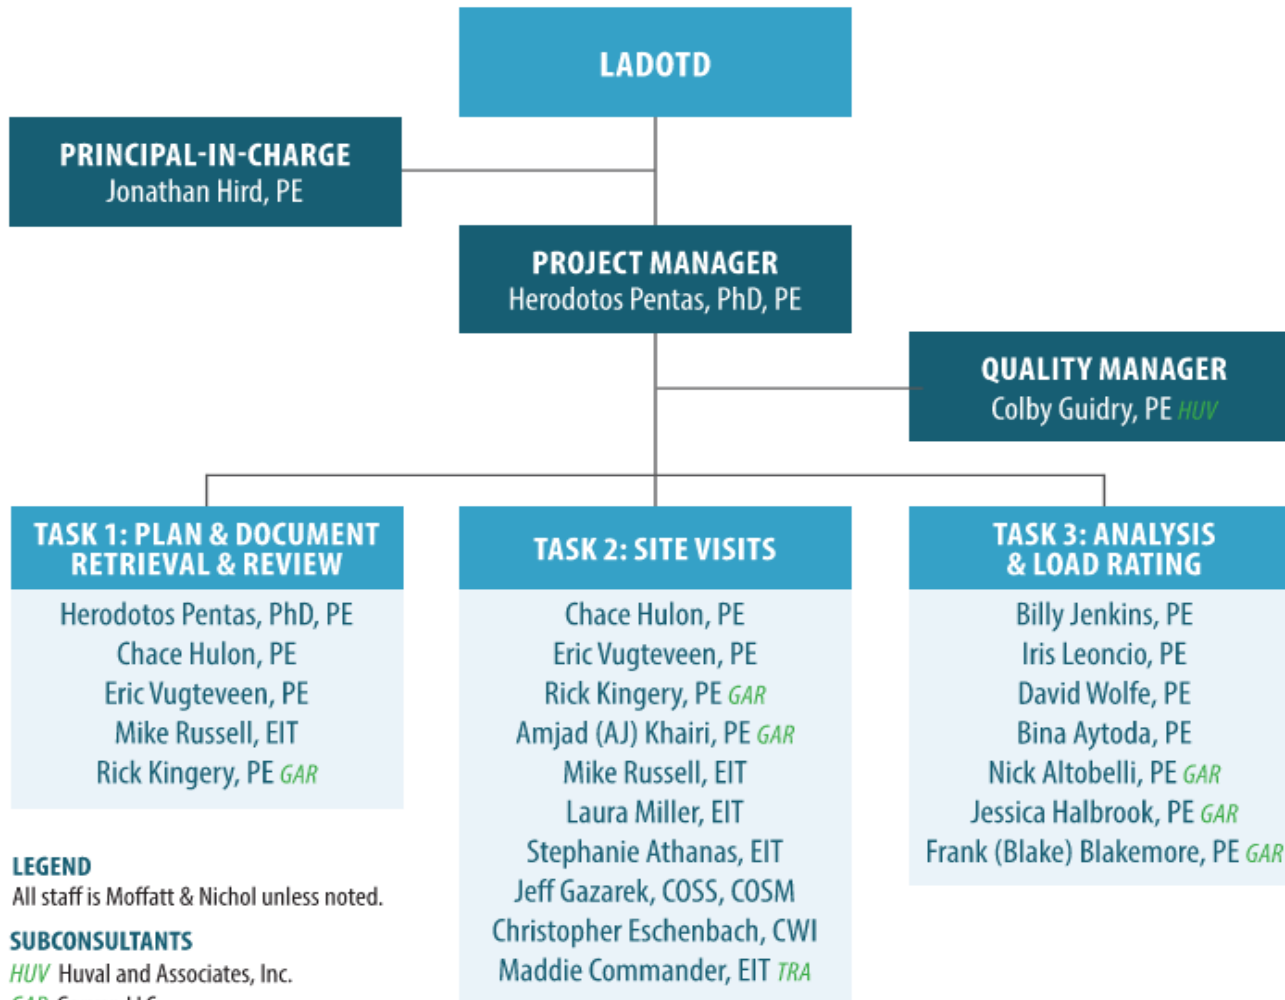 LADOTD
PRINCIPAL-IN-CHARGE
Jonathan Hird, PE
PROJECT MANAGER
Herodotos Pentas, PhD, PE
QUALITY MANAGER
Colby Guidry, PE HUV
TASK 1: PLAN & DOCUMENT
RETRIEVAL & REVIEW
Herodotos Pentas, PhD, PE
Chace Hulon, PE
Eric Vugteveen, PE
Mike Russell, EIT
Rick Kingery, PE GAR
TASK 2: SITE VISITS
Chace Hulon, PE
Eric Vugteveen, PE
Rick Kingery, PE GAR
Amjad (AJ) Khairi, PE GAR
Mike Russell, EIT
Laura Miller, EIT
Stephanie Athanas, EIT
Jeff Gazarek, COSS, COSM
Christopher Eschenbach, CWI
Maddie Commander, EIT TRA
TASK 3: ANALYSIS
& LOAD RATING
Billy Jenkins, PE
Iris Leoncio, PE
David Wolfe, PE
Bina Aytoda, PE
Nick Altobelli, PE GAR
Jessica Halbrook, PE GAR
Frank (Blake) Blakemore, PE GAR
LEGEND
All staff is Moffatt & Nichol unless noted.
SUBCONSULTANTS
HUV Huval and Associates, Inc.